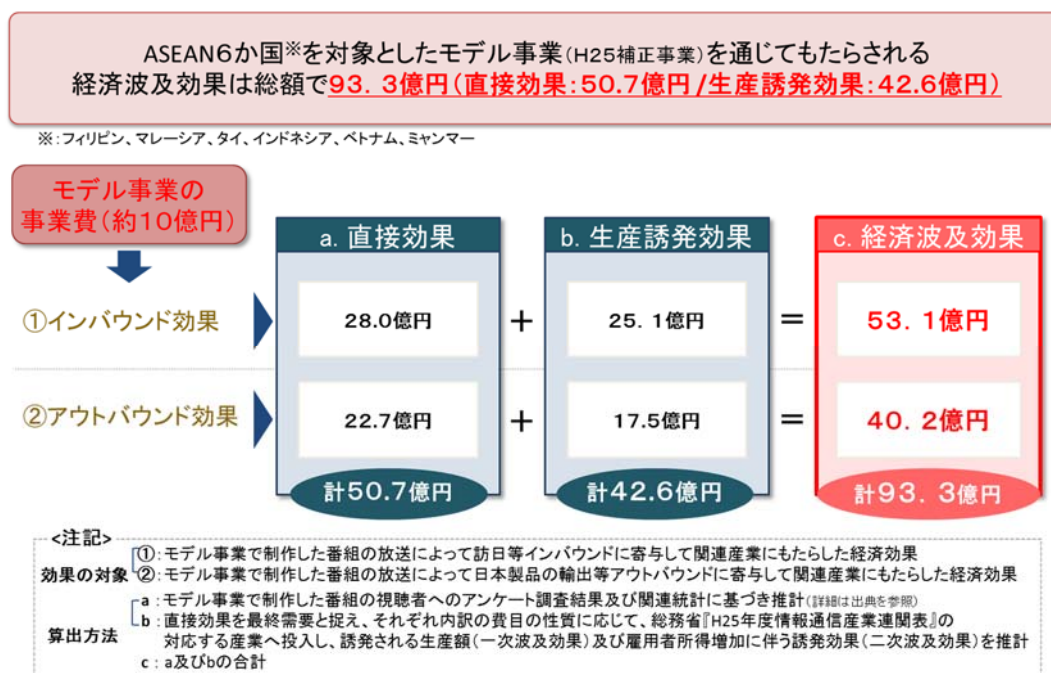 ASEAN6か国※を対象としたモデル事業(H25補正事業)を通じてもたらされる
経済波及効果は総額で93．3億円(直接効果：50.7億円/生産誘発効果：42.6億円)
※：フィリピン、マレーシア、タイ、インドネシア、ベトナム、ミャンマー
モデル事業の
事業費(約10億円)
a. 直接効果
b. 生産誘発効果
c. 経済波及効果
①インバウンド効果
28.0億円
+
25．1億円
=
53．1億円
②アウトバウンド効果
22.7億円
+
17.5億円
=
40．2億円
計50.7億円
計42.6億円
計93．3億円
<注記>
効果の対象
①：モデル事業で制作した番組の放送によって訪日等インバウンドに寄与して関連産業にもたらした経済効果
②：モデル事業で制作した番組の放送によって日本製品の輸出等アウトバウンドに寄与して関連産業にもたらした経済効果
算出方法
a：モデル事業で制作した番組の視聴者へのアンケート調査結果及び関連統計に基づき推計(詳細は出典を参照)
b：直接効果を最終需要と捉え、それぞれ内訳の費目の性質に応じて、総務省『H25年度情報通信産業連関表』の
対応する産業へ投入し、誘発される生産額(一次波及効果)及び雇用者所得増加に伴う誘発効果(二次波及効果)を推計
c：a及びbの合計